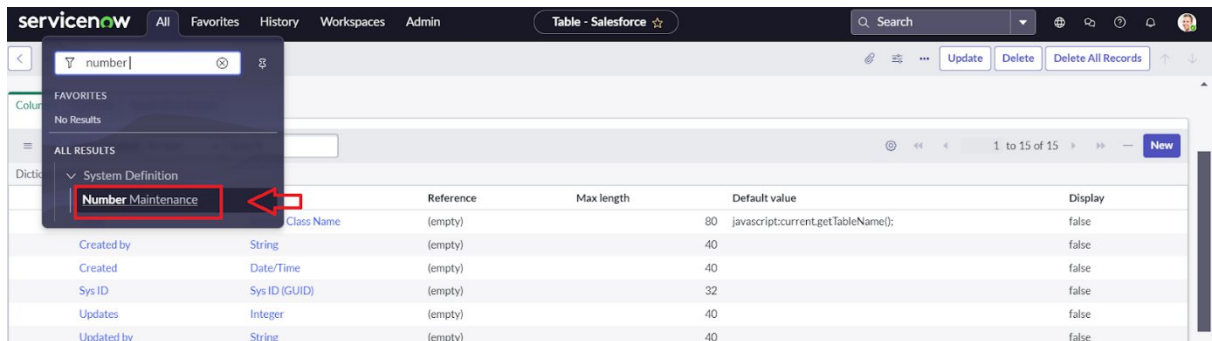 servicenow All Favorites History Workspaces Admin Table - Salesforce Search
number Update Delete Delete All Records
FAVORITES
No Results
ALL RESULTS
System Definition
Number Maintenance
1 to 15 of 15 New
Reference Max length Default value Display
Class Name (empty) 80 javascript:current.getTableName(); false
Created by String (empty) 40 false
Created Date/Time (empty) 40 false
Sys ID Sys ID (GUID) (empty) 32 false
Updates Integer (empty) 40 false
Updated by String (empty) 40 false